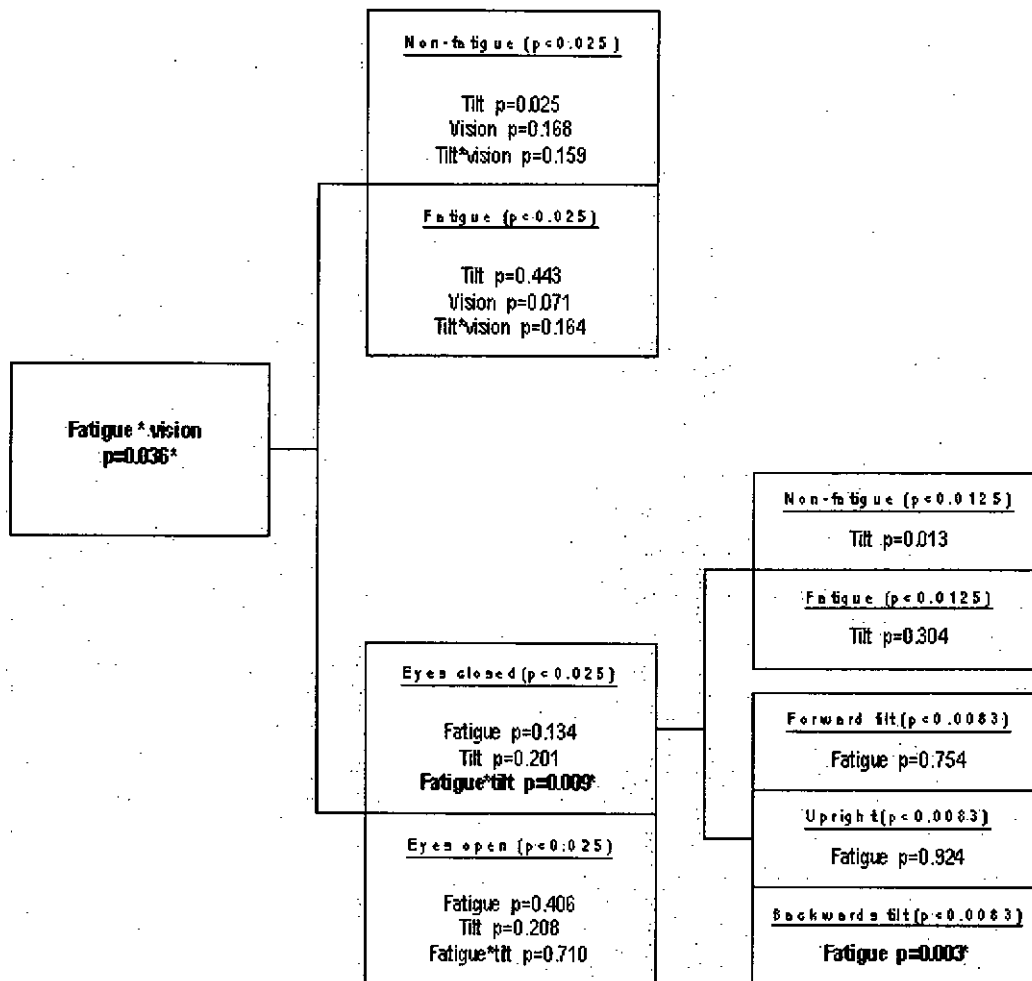 Non-fatigue (p<0.025)
Tilt p=0.025
Vision p=0.168
Tilt*vision p=0.159
Fatigue (p<0.025)
Tilt p=0.443
Vision p=0.071
Tilt*vision p=0.164
Fatigue * vision
p=0.036*
Eyes closed (p<0.025)
Fatigue p=0.134
Tilt p=0.201
Fatigue*tilt p=0.009*
Eyes open (p<0.025)
Fatigue p=0.406
Tilt p=0.208
Fatigue*tilt p=0.710
Non-fatigue (p<0.0125)
Tilt p=0.013
Fatigue (p<0.0125)
Tilt p=0.304
Forward tilt (p<0.0083)
Fatigue p=0.754
Upright (p<0.0083)
Fatigue p=0.924
Backwards tilt (p<0.0083)
Fatigue p=0.003*